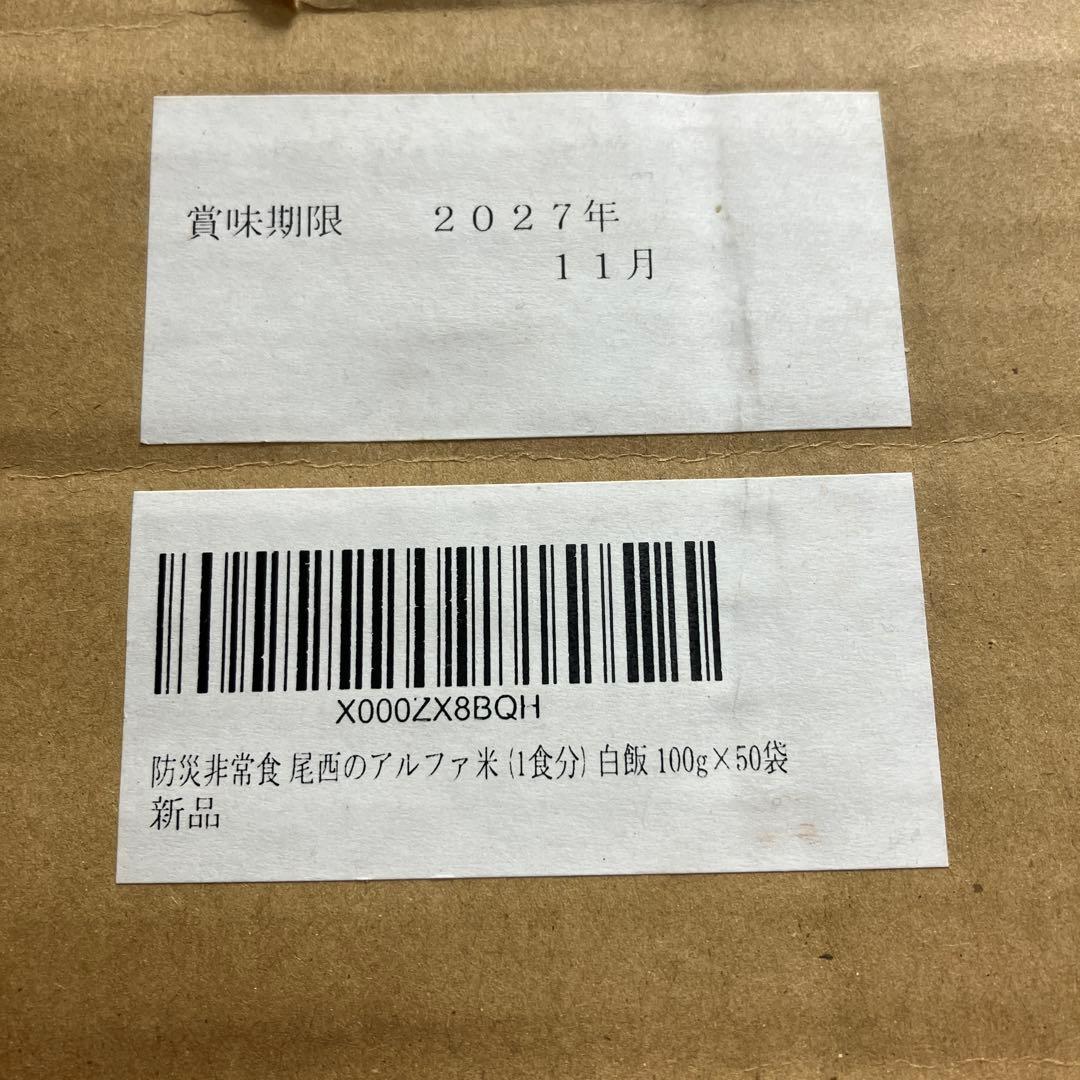 賞味期限　２０２７年
１１月
X000ZX8BQH
防災非常食 尾西のアルファ米 (1食分) 白飯 100g×50袋
新品